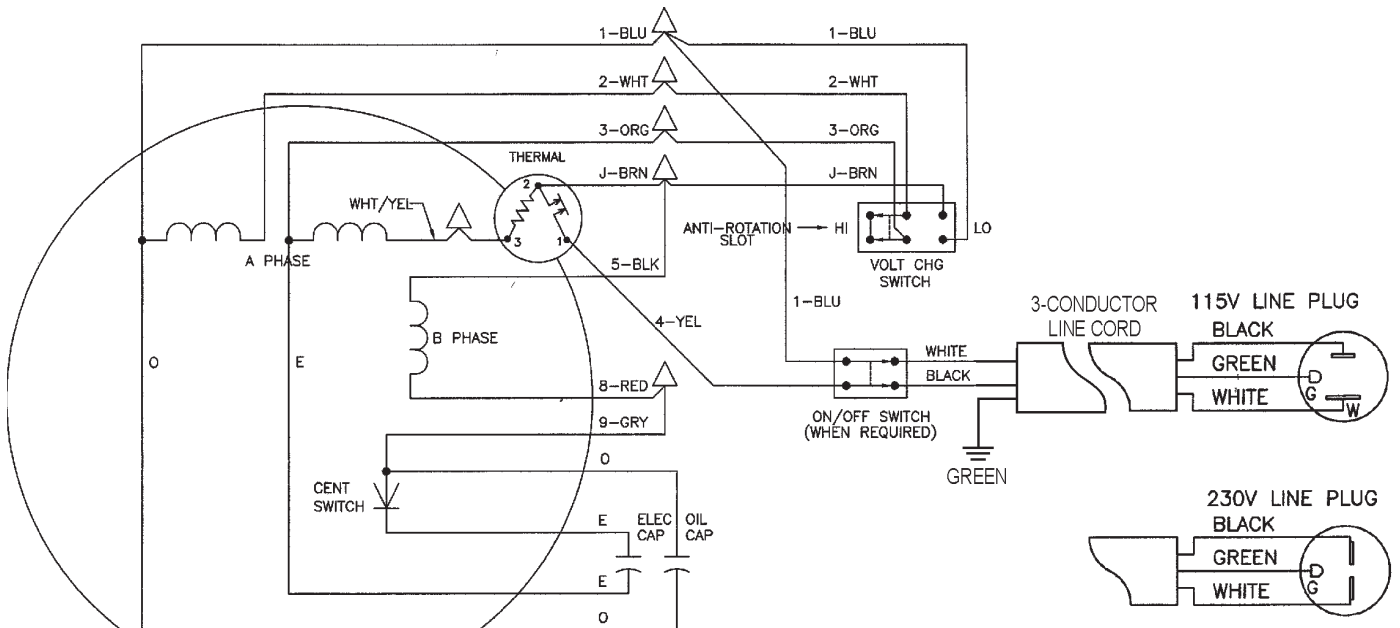 1-BLU
1-BLU
2-WHT
2-WHT
3-ORG
3-ORG
THERMAL
J-BRN
J-BRN
2
WHT/YEL
3
1
ANTI-ROTATION
SLOT
HI
LO
A PHASE
5-BLK
VOLT CHG
SWITCH
1-BLU
3-CONDUCTOR
LINE CORD
115V LINE PLUG
BLACK
4-YEL
B PHASE
O
E
WHITE
BLACK
GREEN
G
WHITE
W
8-RED
ON/OFF SWITCH
(WHEN REQUIRED)
9-GRY
O
GREEN
CENT
SWITCH
E
ELEC
CAP
OIL
CAP
230V LINE PLUG
BLACK
GREEN
G
WHITE
E
O